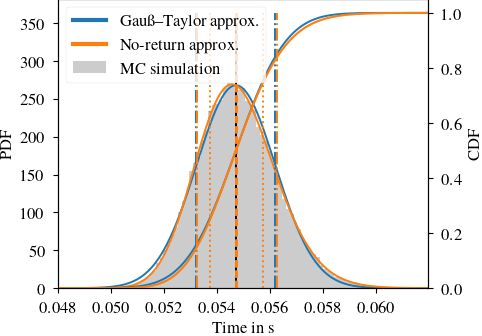 Gauß–Taylor approx.
No-return approx.
MC simulation
PDF
350
300
250
200
150
100
50
0
1.0
0.8
0.6
0.4
0.2
0.0
CDF
0.048 0.050 0.052 0.054 0.056 0.058 0.060
Time in s